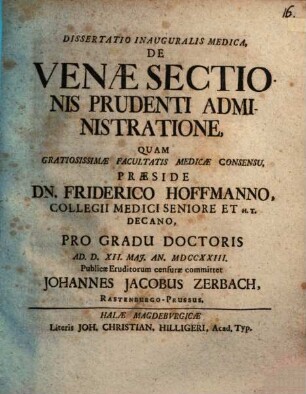 16.
DISSERTATIO INAUGURALIS MEDICA,
DE
VENÆ SECTIO-
NIS PRUDENTI ADMI-
NISTRATIONE,
QUAM
GRATIOSISSIMÆ FACULTATIS MEDICÆ CONSENSU,
PRÆSIDE
DN. FRIDERICO HOFFMANNO,
COLLEGII MEDICI SENIORE ET H. T.
DECANO,
PRO GRADU DOCTORIS
AD. D. XII. MAJ. AN. MDCCXXIII.
Publicæ Eruditorum censuræ committet
JOHANNES JACOBUS ZERBACH,
RASTENBURGO-PRUSSUS.
HALÆ MAGDEBVRGICÆ
Literis JOH. CHRISTIAN. HILLIGERI, Acad. Typ.